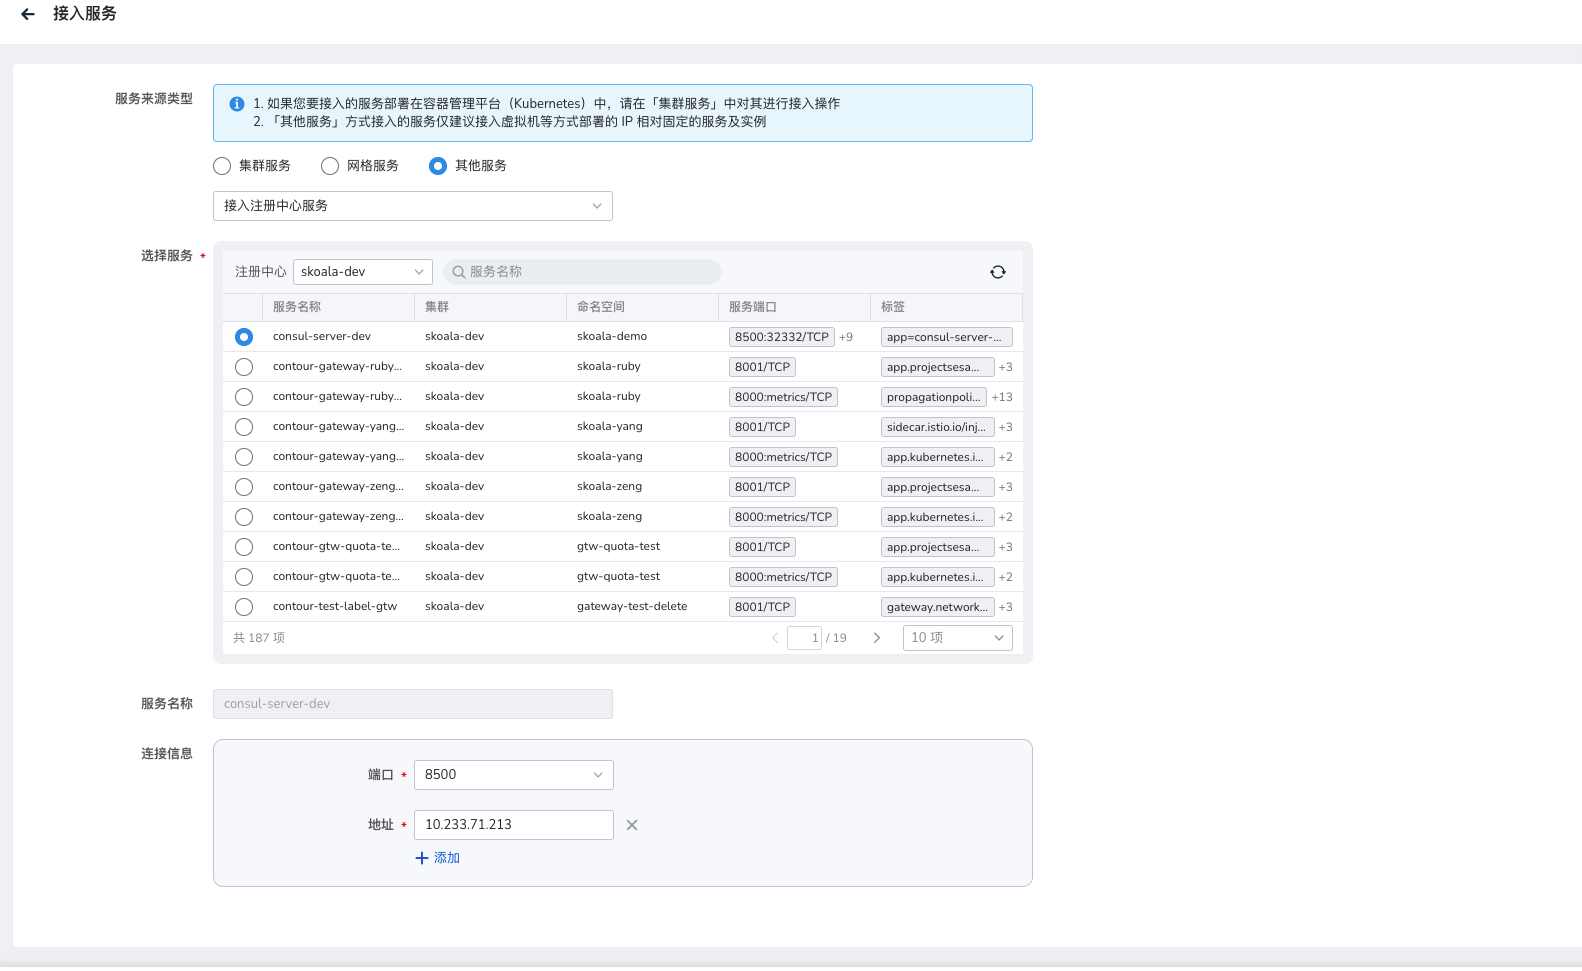 接入服务
服务来源类型
1. 如果您要接入的服务部署在容器管理平台（Kubernetes）中，请在「集群服务」中对其进行接入操作
2. 「其他服务」方式接入的服务仅建议接入虚拟机等方式部署的 IP 相对固定的服务及实例
集群服务 网格服务 其他服务
接入注册中心服务
选择服务 *
注册中心 skoala-dev 服务名称
服务名称 集群 命名空间 服务端口 标签
consul-server-dev skoala-dev skoala-demo 8500:32332/TCP +9 app=consul-server-...
contour-gateway-ruby... skoala-dev skoala-ruby 8001/TCP app.projectsesa... +3
contour-gateway-ruby... skoala-dev skoala-ruby 8000:metrics/TCP propagationpoli... +13
contour-gateway-yang... skoala-dev skoala-yang 8001/TCP sidecar.istio.io/inj... +3
contour-gateway-yang... skoala-dev skoala-yang 8000:metrics/TCP app.kubernetes.i... +2
contour-gateway-zeng... skoala-dev skoala-zeng 8001/TCP app.projectsesa... +3
contour-gateway-zeng... skoala-dev skoala-zeng 8000:metrics/TCP app.kubernetes.i... +2
contour-gtw-quota-te... skoala-dev gtw-quota-test 8001/TCP app.projectsesa... +3
contour-gtw-quota-te... skoala-dev gtw-quota-test 8000:metrics/TCP app.kubernetes.i... +2
contour-test-label-gtw skoala-dev gateway-test-delete 8001/TCP gateway.network... +3
共 187 项 1 / 19 10 项
服务名称 consul-server-dev
连接信息
端口 * 8500
地址 * 10.233.71.213
添加